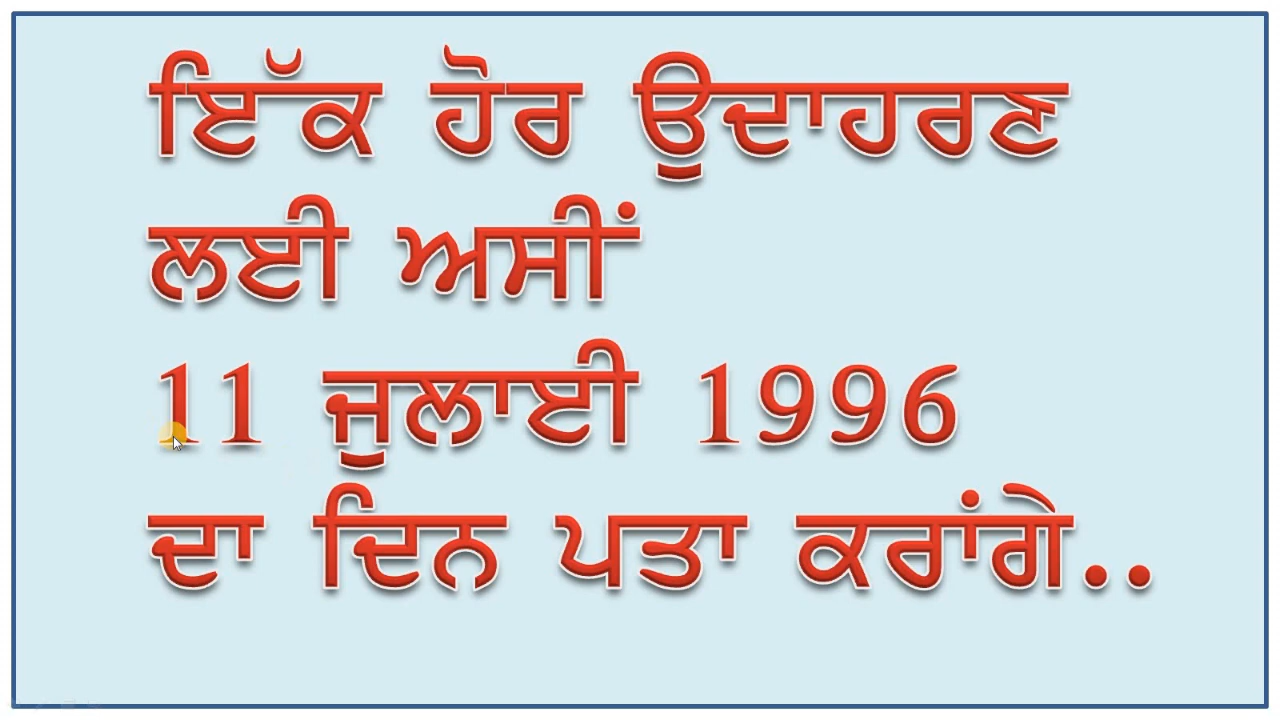 ਇੱਕ ਹੋਰ ਉਦਾਹਰਣ
ਲਈ ਅਸੀਂ
11 ਜੁਲਾਈ 1996
ਦਾ ਦਿਨ ਪਤਾ ਕਰਾਂਗੇ..